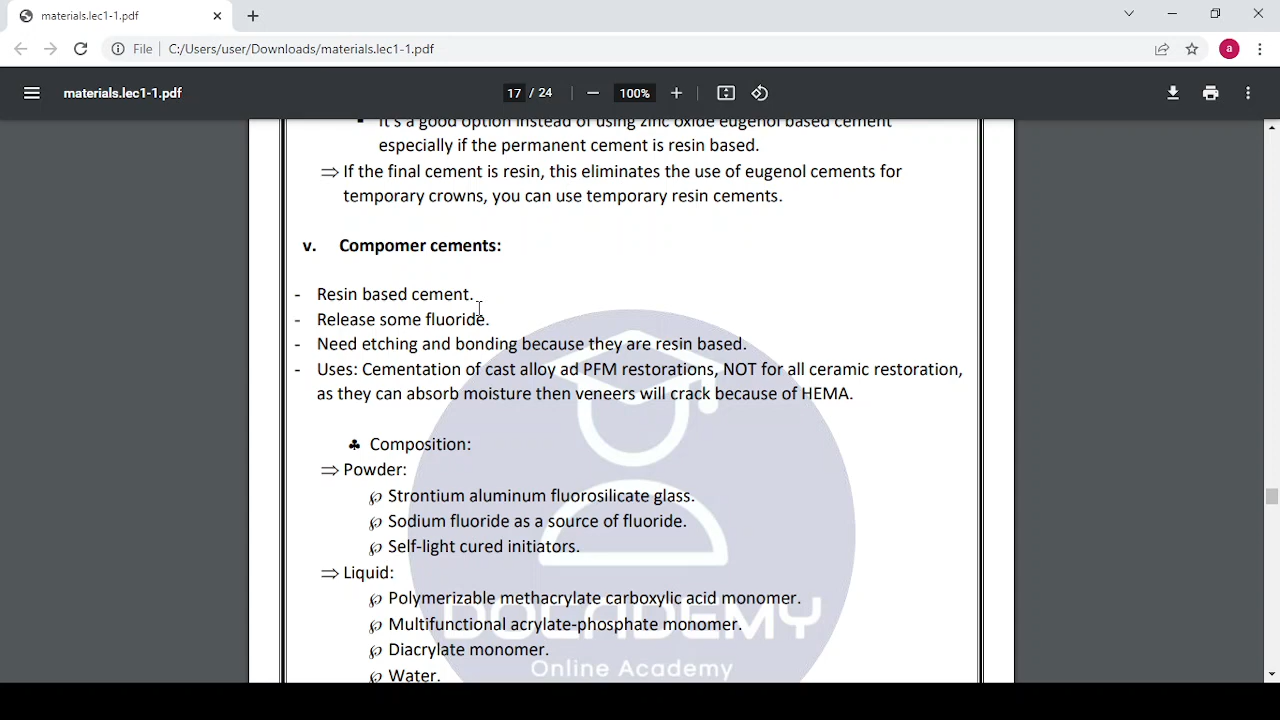 materials.lec1-1.pdf
File
C:/Users/user/Downloads/materials.lec1-1.pdf
a
materials.lec1-1.pdf
17 / 24
100%
▪ It's a good option instead of using zinc oxide eugenol based cement
especially if the permanent cement is resin based.
⇒ If the final cement is resin, this eliminates the use of eugenol cements for
temporary crowns, you can use temporary resin cements.
v. Compomer cements:
- Resin based cement.
- Release some fluoride.
- Need etching and bonding because they are resin based.
- Uses: Cementation of cast alloy ad PFM restorations, NOT for all ceramic restoration,
as they can absorb moisture then veneers will crack because of HEMA.
♣ Composition:
⇒ Powder:
℘ Strontium aluminum fluorosilicate glass.
℘ Sodium fluoride as a source of fluoride.
℘ Self-light cured initiators.
⇒ Liquid:
℘ Polymerizable methacrylate carboxylic acid monomer.
℘ Multifunctional acrylate-phosphate monomer.
℘ Diacrylate monomer.
℘ Water.
DOCADEMY
Online Academy